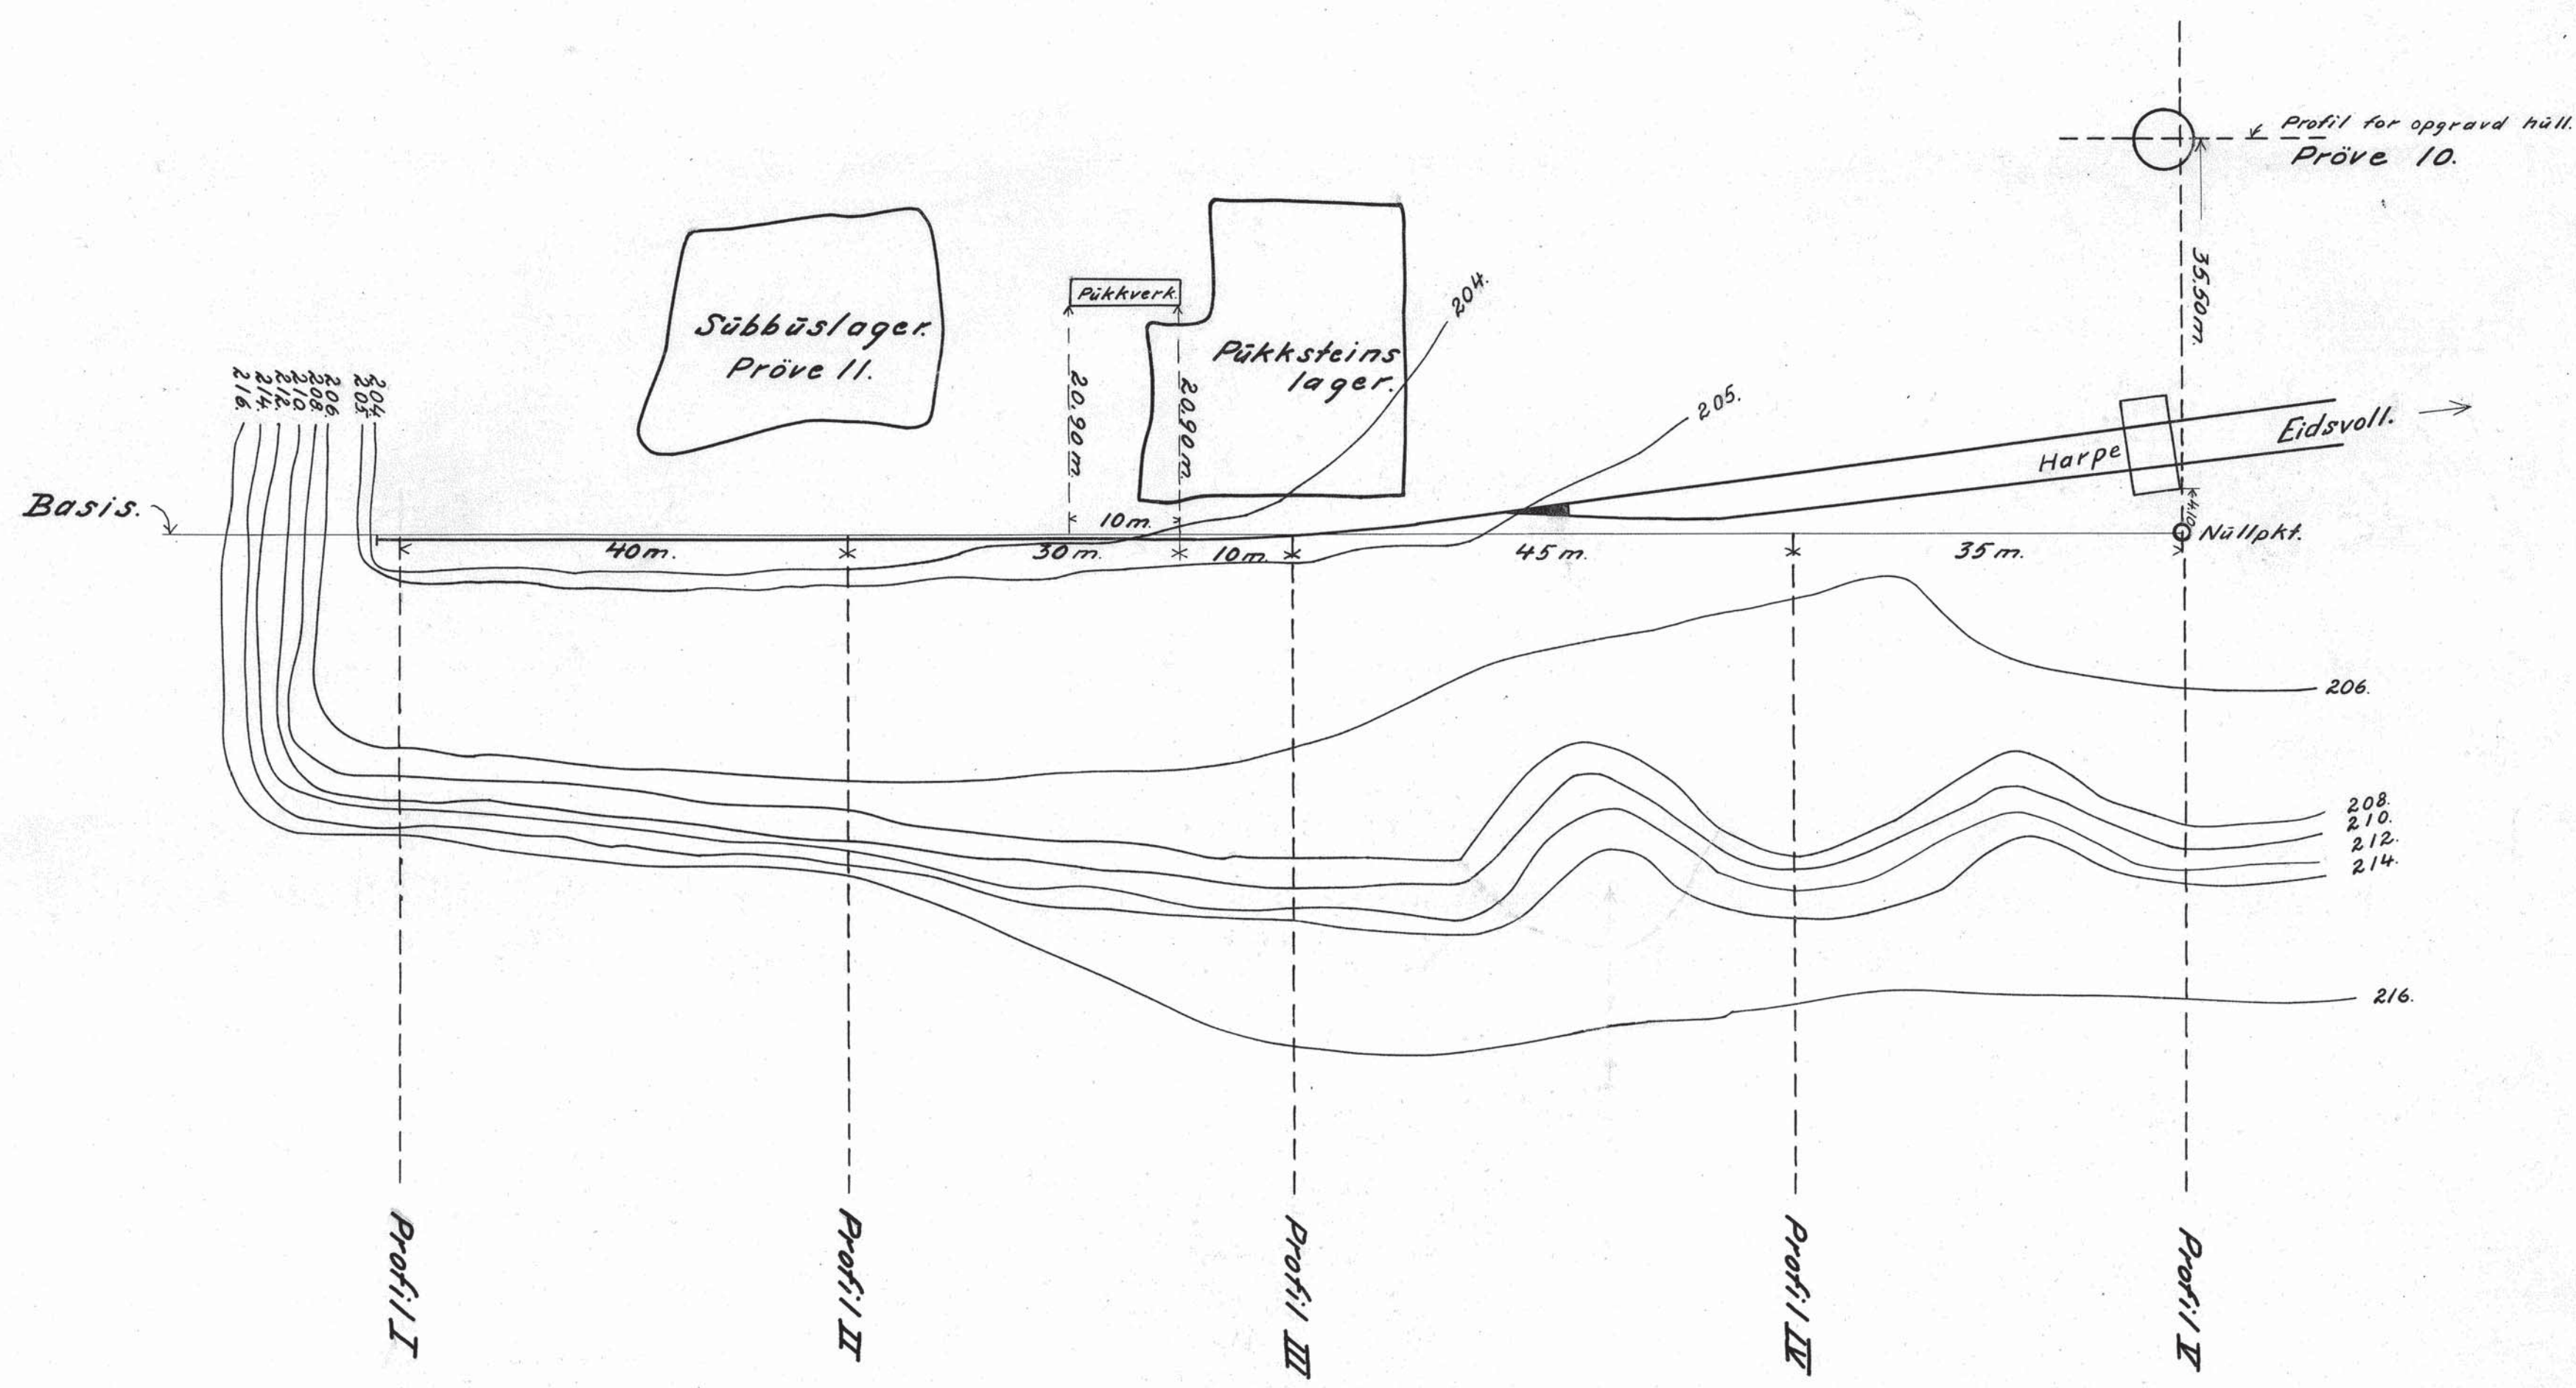 Profil for opgravd hüll.
Pröve 10.
35.50 m.
204.
Pükkverk.
Sübbüslager.
Pröve 11.
Pükksteins
lager.
20.90 m.
20.90 m.
205.
216.
214.
212.
210.
208.
206.
205.
204.
Eidsvoll.
Harpe
Basis.
10 m.
4.10
Nüllpkt.
40 m.
30 m.
10 m.
45 m.
35 m.
206.
208.
210.
212.
214.
216.
Profil I
Profil II
Profil III
Profil IV
Profil V